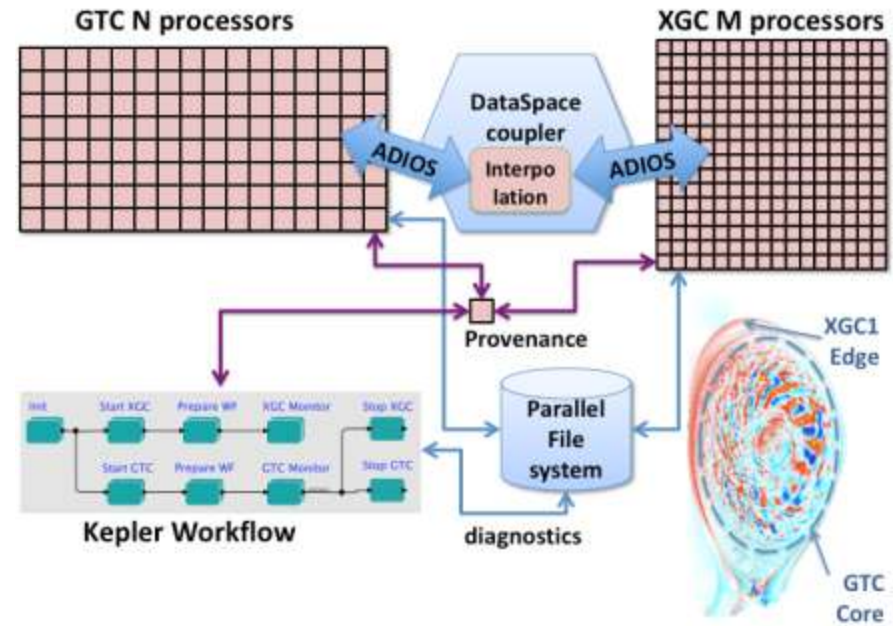 GTC N processors
XGC M processors
DataSpace
coupler
ADIOS
Interpo
lation
ADIOS
Provenance
XGC1
Edge
Init
Start XGC
Prepare WF
XGC Monitor
Stop XGC
Start GTC
Prepare WF
GTC Monitor
Stop GTC
Parallel
File
system
Kepler Workflow
diagnostics
GTC
Core